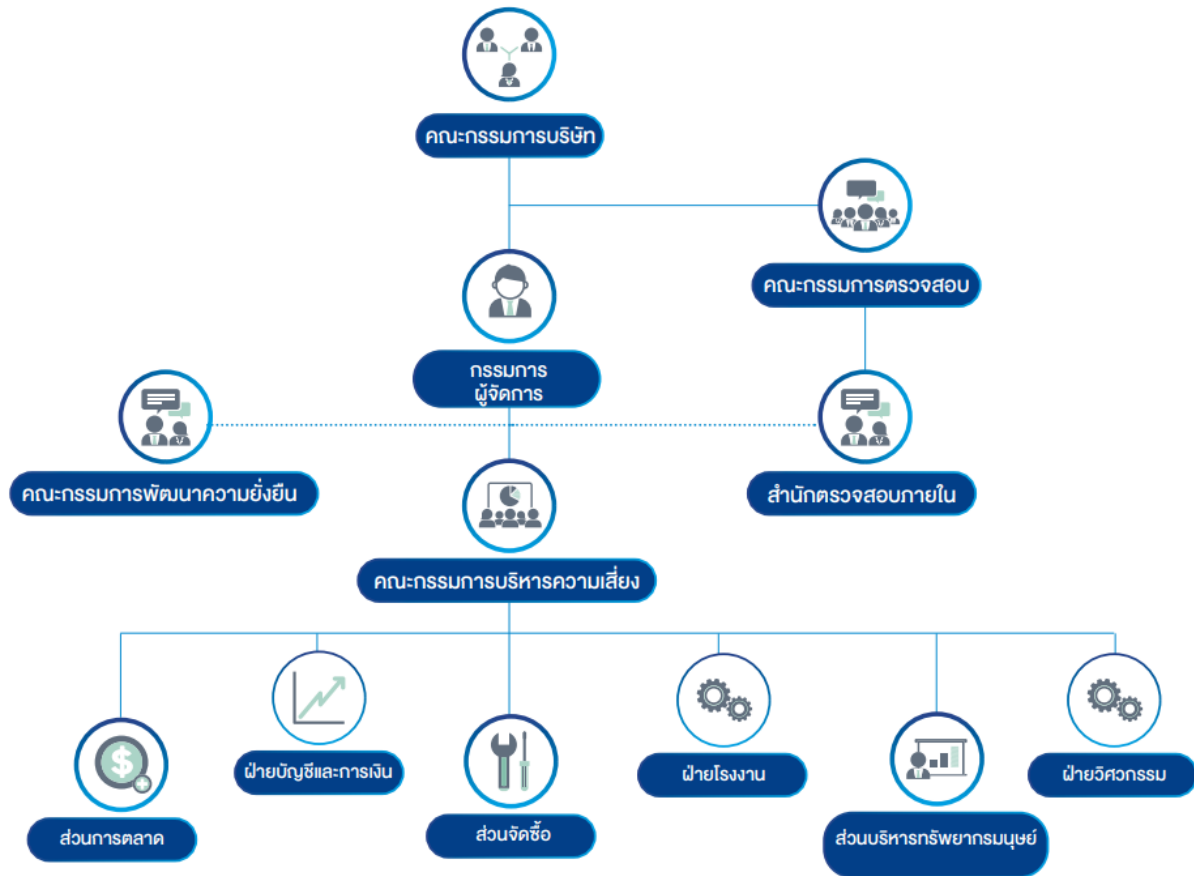 คณะกรรมการบริษัท
คณะกรรมการตรวจสอบ
กรรมการ
ผู้จัดการ
คณะกรรมการพัฒนาความยั่งยืน
สำนักตรวจสอบภายใน
คณะกรรมการบริหารความเสี่ยง
ส่วนการตลาด
ฝ่ายบัญชีและการเงิน
ส่วนจัดซื้อ
ฝ่ายโรงงาน
ส่วนบริหารทรัพยากรมนุษย์
ฝ่ายวิศวกรรม